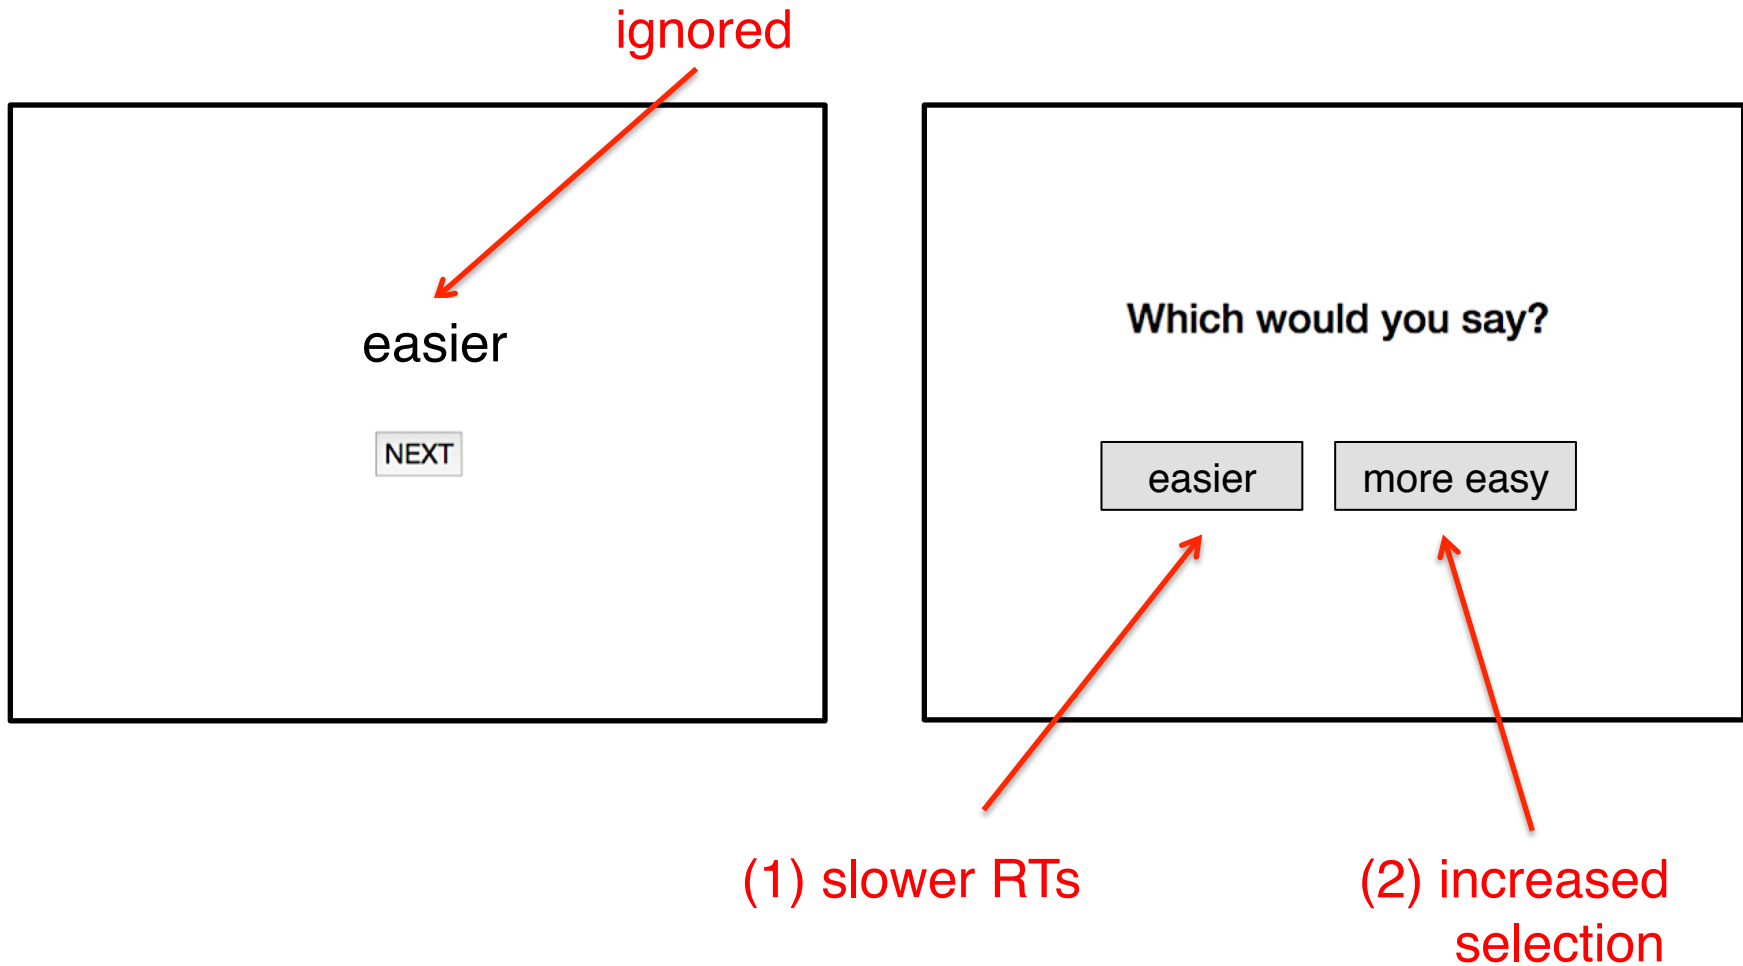 ignored
easier
NEXT
Which would you say?
easier
more easy
(1) slower RTs
(2) increased
selection